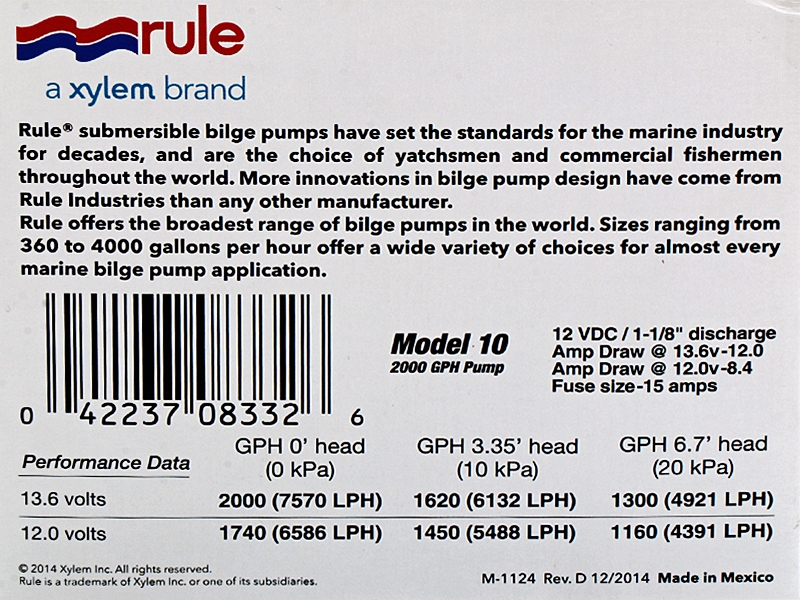 rule
a xylem brand
Rule® submersible bilge pumps have set the standards for the marine industry
for decades, and are the choice of yatchsmen and commercial fishermen
throughout the world. More innovations in bilge pump design have come from
Rule Industries than any other manufacturer.
Rule offers the broadest range of bilge pumps in the world. Sizes ranging from
360 to 4000 gallons per hour offer a wide variety of choices for almost every
marine bilge pump application.
Model 10
2000 GPH Pump
12 VDC / 1-1/8" discharge
Amp Draw @ 13.6v-12.0
Amp Draw @ 12.0v-8.4
Fuse size-15 amps
0 42237 08332 6
Performance Data GPH 0' head (0 kPa) GPH 3.35' head (10 kPa) GPH 6.7' head (20 kPa)
13.6 volts 2000 (7570 LPH) 1620 (6132 LPH) 1300 (4921 LPH)
12.0 volts 1740 (6586 LPH) 1450 (5488 LPH) 1160 (4391 LPH)
© 2014 Xylem Inc. All rights reserved.
Rule is a trademark of Xylem Inc. or one of its subsidiaries.
M-1124 Rev. D 12/2014 Made in Mexico